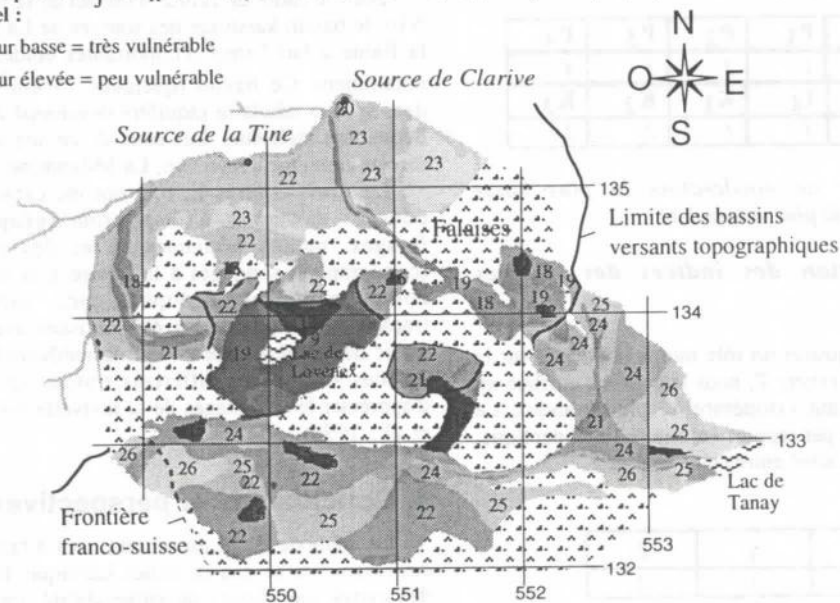 el :
ur basse = très vulnérable
ur élevée = peu vulnérable
N
O
E
S
Source de Clarive
Source de la Tine
20
23
22
23
23
23
22
135
Limite des bassins
versants topographiques
Falaises
18
22
22
22
19
18
18
19
19
25
134
22
21
19
9
Lac de
Lovenex
22
21
24
24
24
26
21
24
25
133
26
26
25
22
22
24
24
26
25
Lac de
Tanay
22
25
22
25
Frontière
franco-suisse
132
553
550
551
552